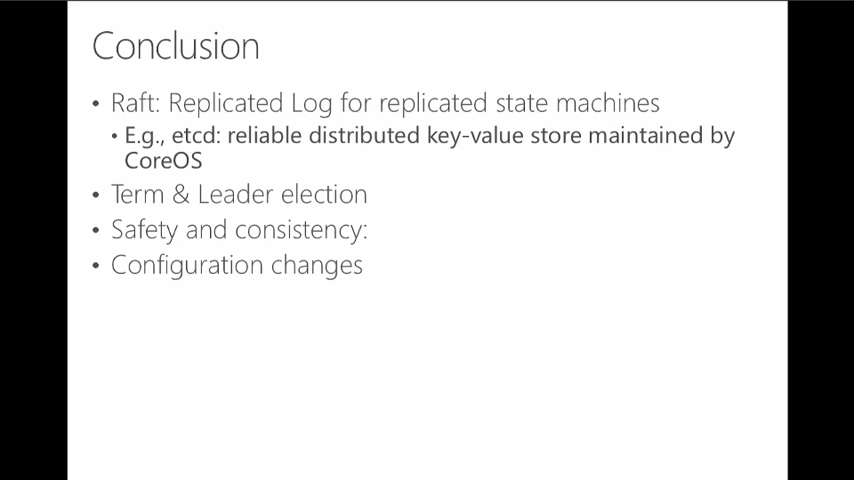 Conclusion
• Raft: Replicated Log for replicated state machines
• E.g., etcd: reliable distributed key-value store maintained by
CoreOS
• Term & Leader election
• Safety and consistency:
• Configuration changes